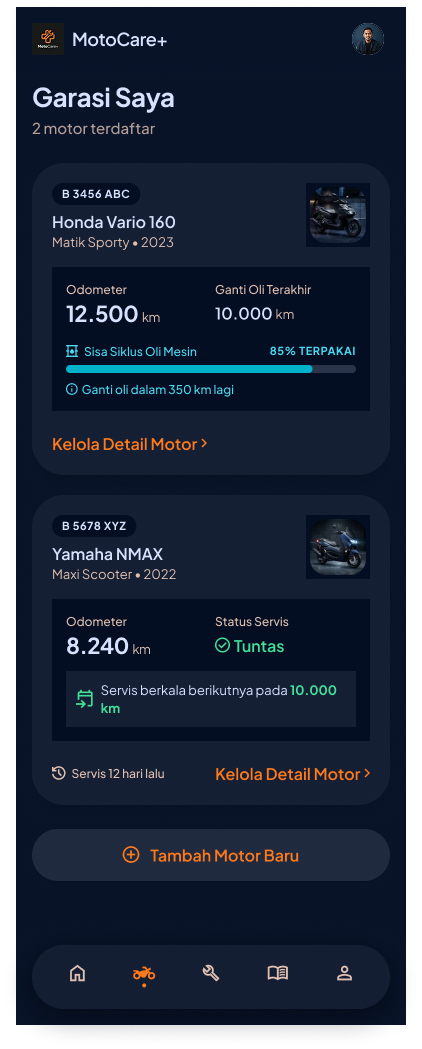 MotoCare+
MotoCare+
Garasi Saya
2 motor terdaftar
B 3456 ABC
Honda Vario 160
Matik Sporty • 2023
Odometer
Ganti Oli Terakhir
12.500 km
10.000 km
Sisa Siklus Oli Mesin
85% TERPAKAI
Ganti oli dalam 350 km lagi
Kelola Detail Motor >
B 5678 XYZ
Yamaha NMAX
Maxi Scooter • 2022
Odometer
Status Servis
8.240 km
Tuntas
Servis berkala berikutnya pada 10.000
km
Servis 12 hari lalu
Kelola Detail Motor >
Tambah Motor Baru